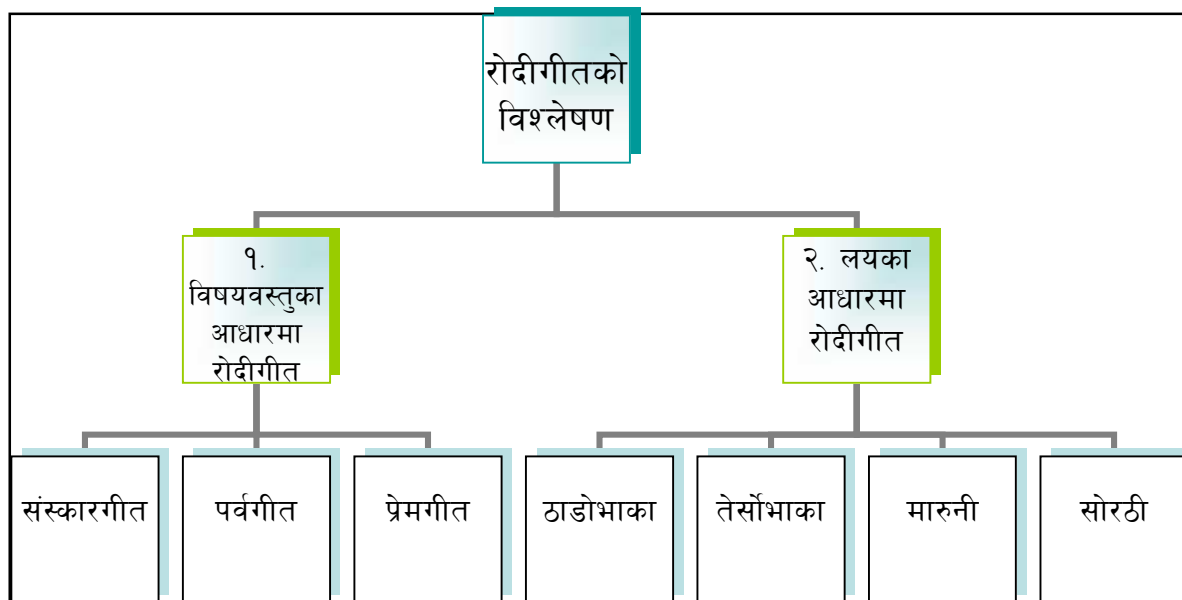 रोदीगीतको
विश्लेषण
१.
विषयवस्तुका
आधारमा
रोदीगीत
२. लयका
आधारमा
रोदीगीत
संस्कारगीत
पर्वगीत
प्रेमगीत
ठाडोभाका
तेर्सोभाका
मारुनी
सोरठी